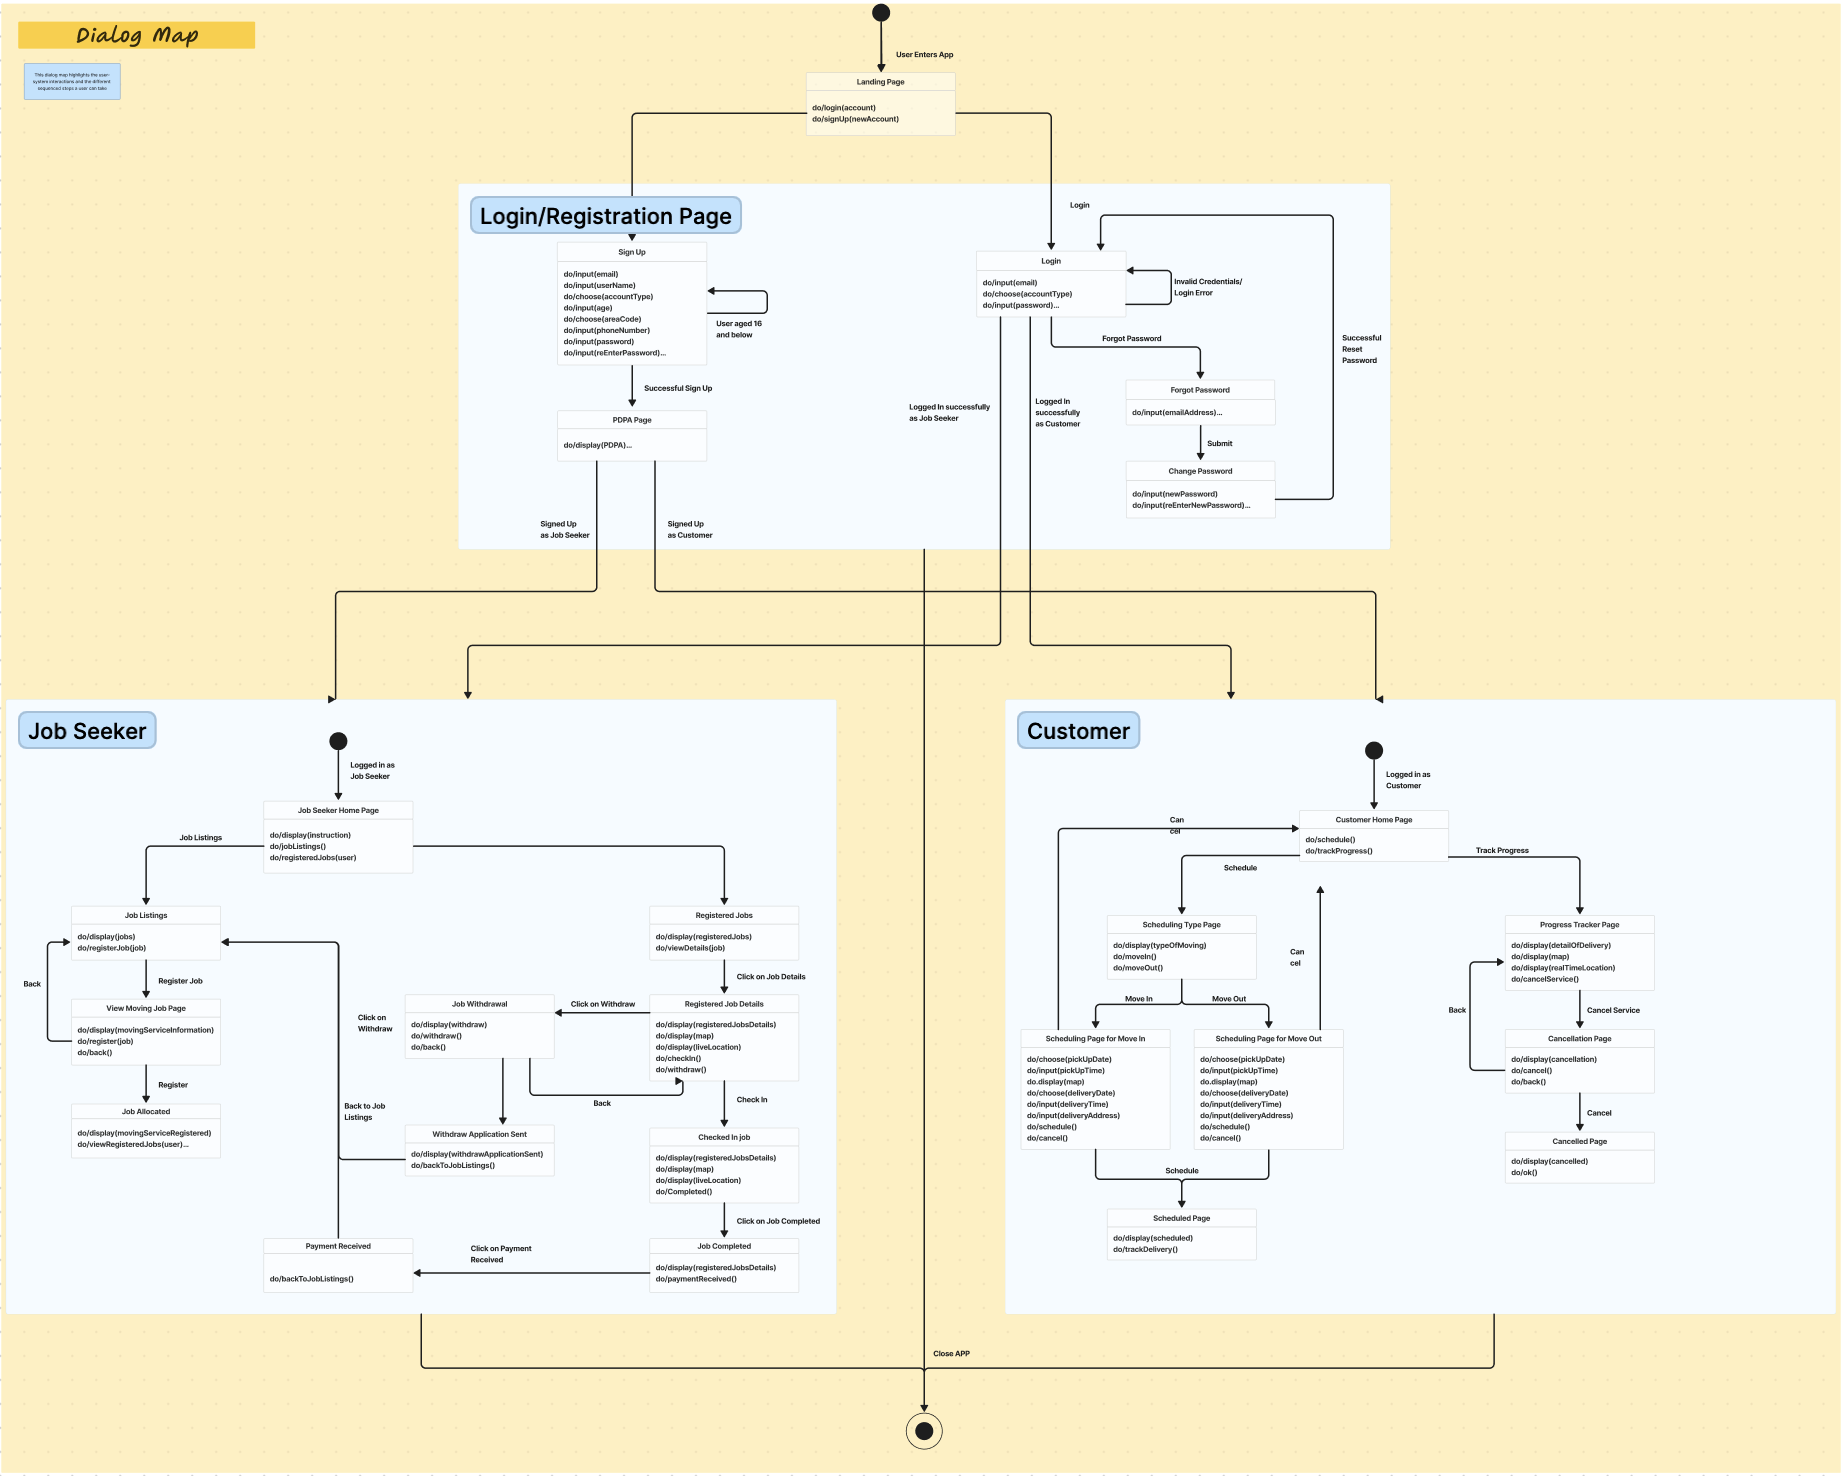 Dialog Map
This dialog map highlights the user-
system interactions and the different
sequenced steps a user can take
User Enters App
Landing Page
do/login(account)
do/signUp(newAccount)
Login/Registration Page
Sign Up
do/input(email)
do/input(userName)
do/choose(accountType)
do/input(age)
do/choose(areaCode)
do/input(phoneNumber)
do/input(password)
do/input(reEnterPassword)...
User aged 16
and below
Successful Sign Up
PDPA Page
do/display(PDPA)...
Signed Up
as Job Seeker
Signed Up
as Customer
Login
Login
do/input(email)
do/choose(accountType)
do/input(password)...
Invalid Credentials/
Login Error
Forgot Password
Successful
Reset
Password
Forgot Password
do/input(emailAddress)...
Submit
Change Password
do/input(newPassword)
do/input(reEnterNewPassword)...
Logged In successfully
as Job Seeker
Logged In
successfully
as Customer
Job Seeker
Logged in as
Job Seeker
Job Seeker Home Page
do/display(instruction)
do/jobListings()
do/registeredJobs(user)
Job Listings
Job Listings
do/display(jobs)
do/registerJob(job)
Back
Register Job
View Moving Job Page
do/display(movingServiceInformation)
do/register(job)
do/back()
Register
Job Allocated
do/display(movingServiceRegistered)
do/viewRegisteredJobs(user)...
Registered Jobs
do/display(registeredJobs)
do/viewDetails(job)
Click on Job Details
Job Withdrawal
do/display(withdraw)
do/withdraw()
do/back()
Click on Withdraw
Registered Job Details
do/display(registeredJobsDetails)
do/display(map)
do/display(liveLocation)
do/checkIn()
do/withdraw()
Click on
Withdraw
Back
Check In
Back to Job
Listings
Withdraw Application Sent
do/display(withdrawApplicationSent)
do/backToJobListings()
Checked In job
do/display(registeredJobsDetails)
do/display(map)
do/display(liveLocation)
do/Completed()
Click on Job Completed
Payment Received
do/backToJobListings()
Click on Payment
Received
Job Completed
do/display(registeredJobsDetails)
do/paymentReceived()
Customer
Logged in as
Customer
Customer Home Page
do/schedule()
do/trackProgress()
Can
cel
Schedule
Track Progress
Scheduling Type Page
do/display(typeOfMoving)
do/moveIn()
do/moveOut()
Can
cel
Move In
Move Out
Scheduling Page for Move In
do/choose(pickUpDate)
do/input(pickUpTime)
do.display(map)
do/choose(deliveryDate)
do/input(deliveryTime)
do/input(deliveryAddress)
do/schedule()
do/cancel()
Scheduling Page for Move Out
do/choose(pickUpDate)
do/input(pickUpTime)
do.display(map)
do/choose(deliveryDate)
do/input(deliveryTime)
do/input(deliveryAddress)
do/schedule()
do/cancel()
Schedule
Scheduled Page
do/display(scheduled)
do/trackDelivery()
Progress Tracker Page
do/display(detailOfDelivery)
do/display(map)
do/display(realTimeLocation)
do/cancelService()
Back
Cancel Service
Cancellation Page
do/display(cancellation)
do/cancel()
do/back()
Cancel
Cancelled Page
do/display(cancelled)
do/ok()
Close APP